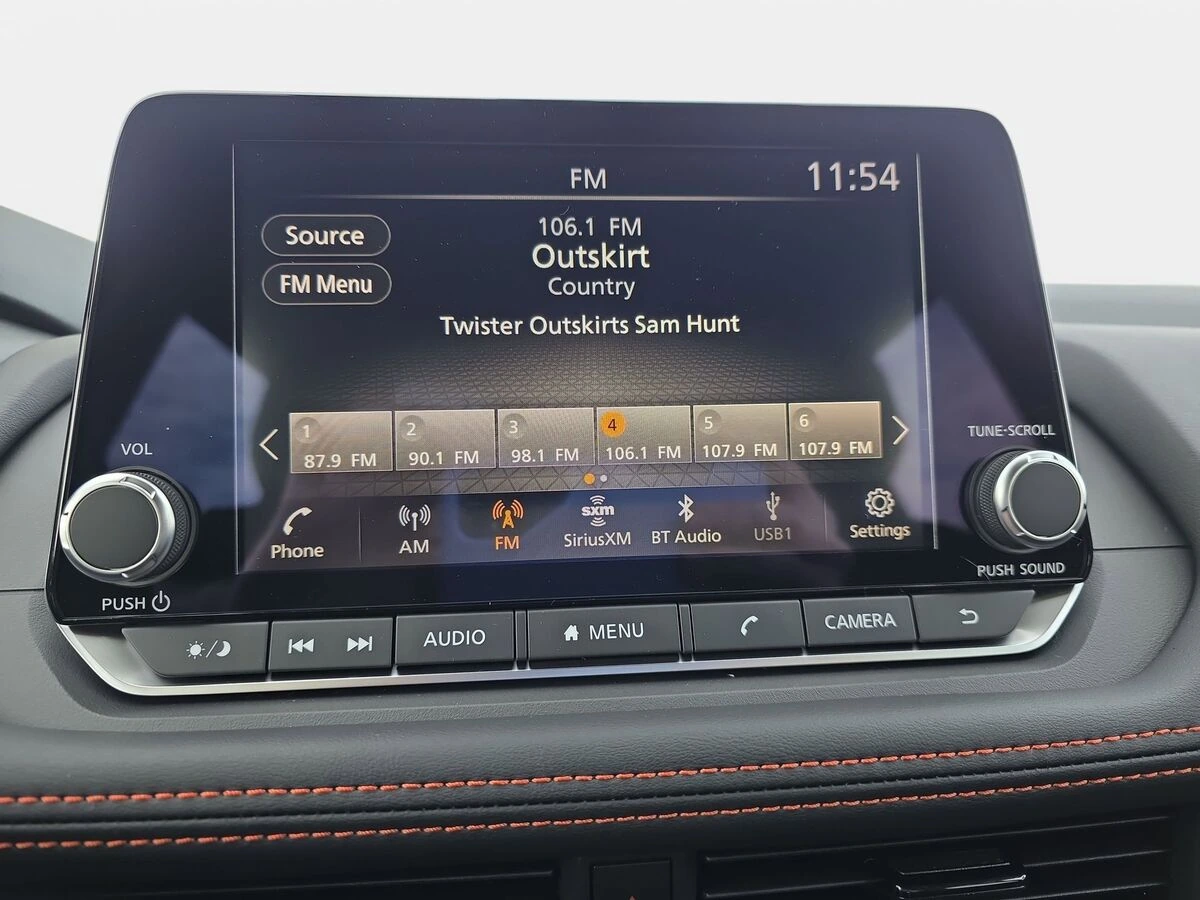 FM
11:54
Source
106.1 FM
Outskirt
FM Menu
Country
Twister Outskirts Sam Hunt
1
2
3
4
5
6
87.9 FM
90.1 FM
98.1 FM
106.1 FM
107.9 FM
107.9 FM
VOL
TUNE·SCROLL
Phone
AM
FM
sxm
SiriusXM
BT Audio
USB1
Settings
PUSH
PUSH SOUND
AUDIO
MENU
CAMERA